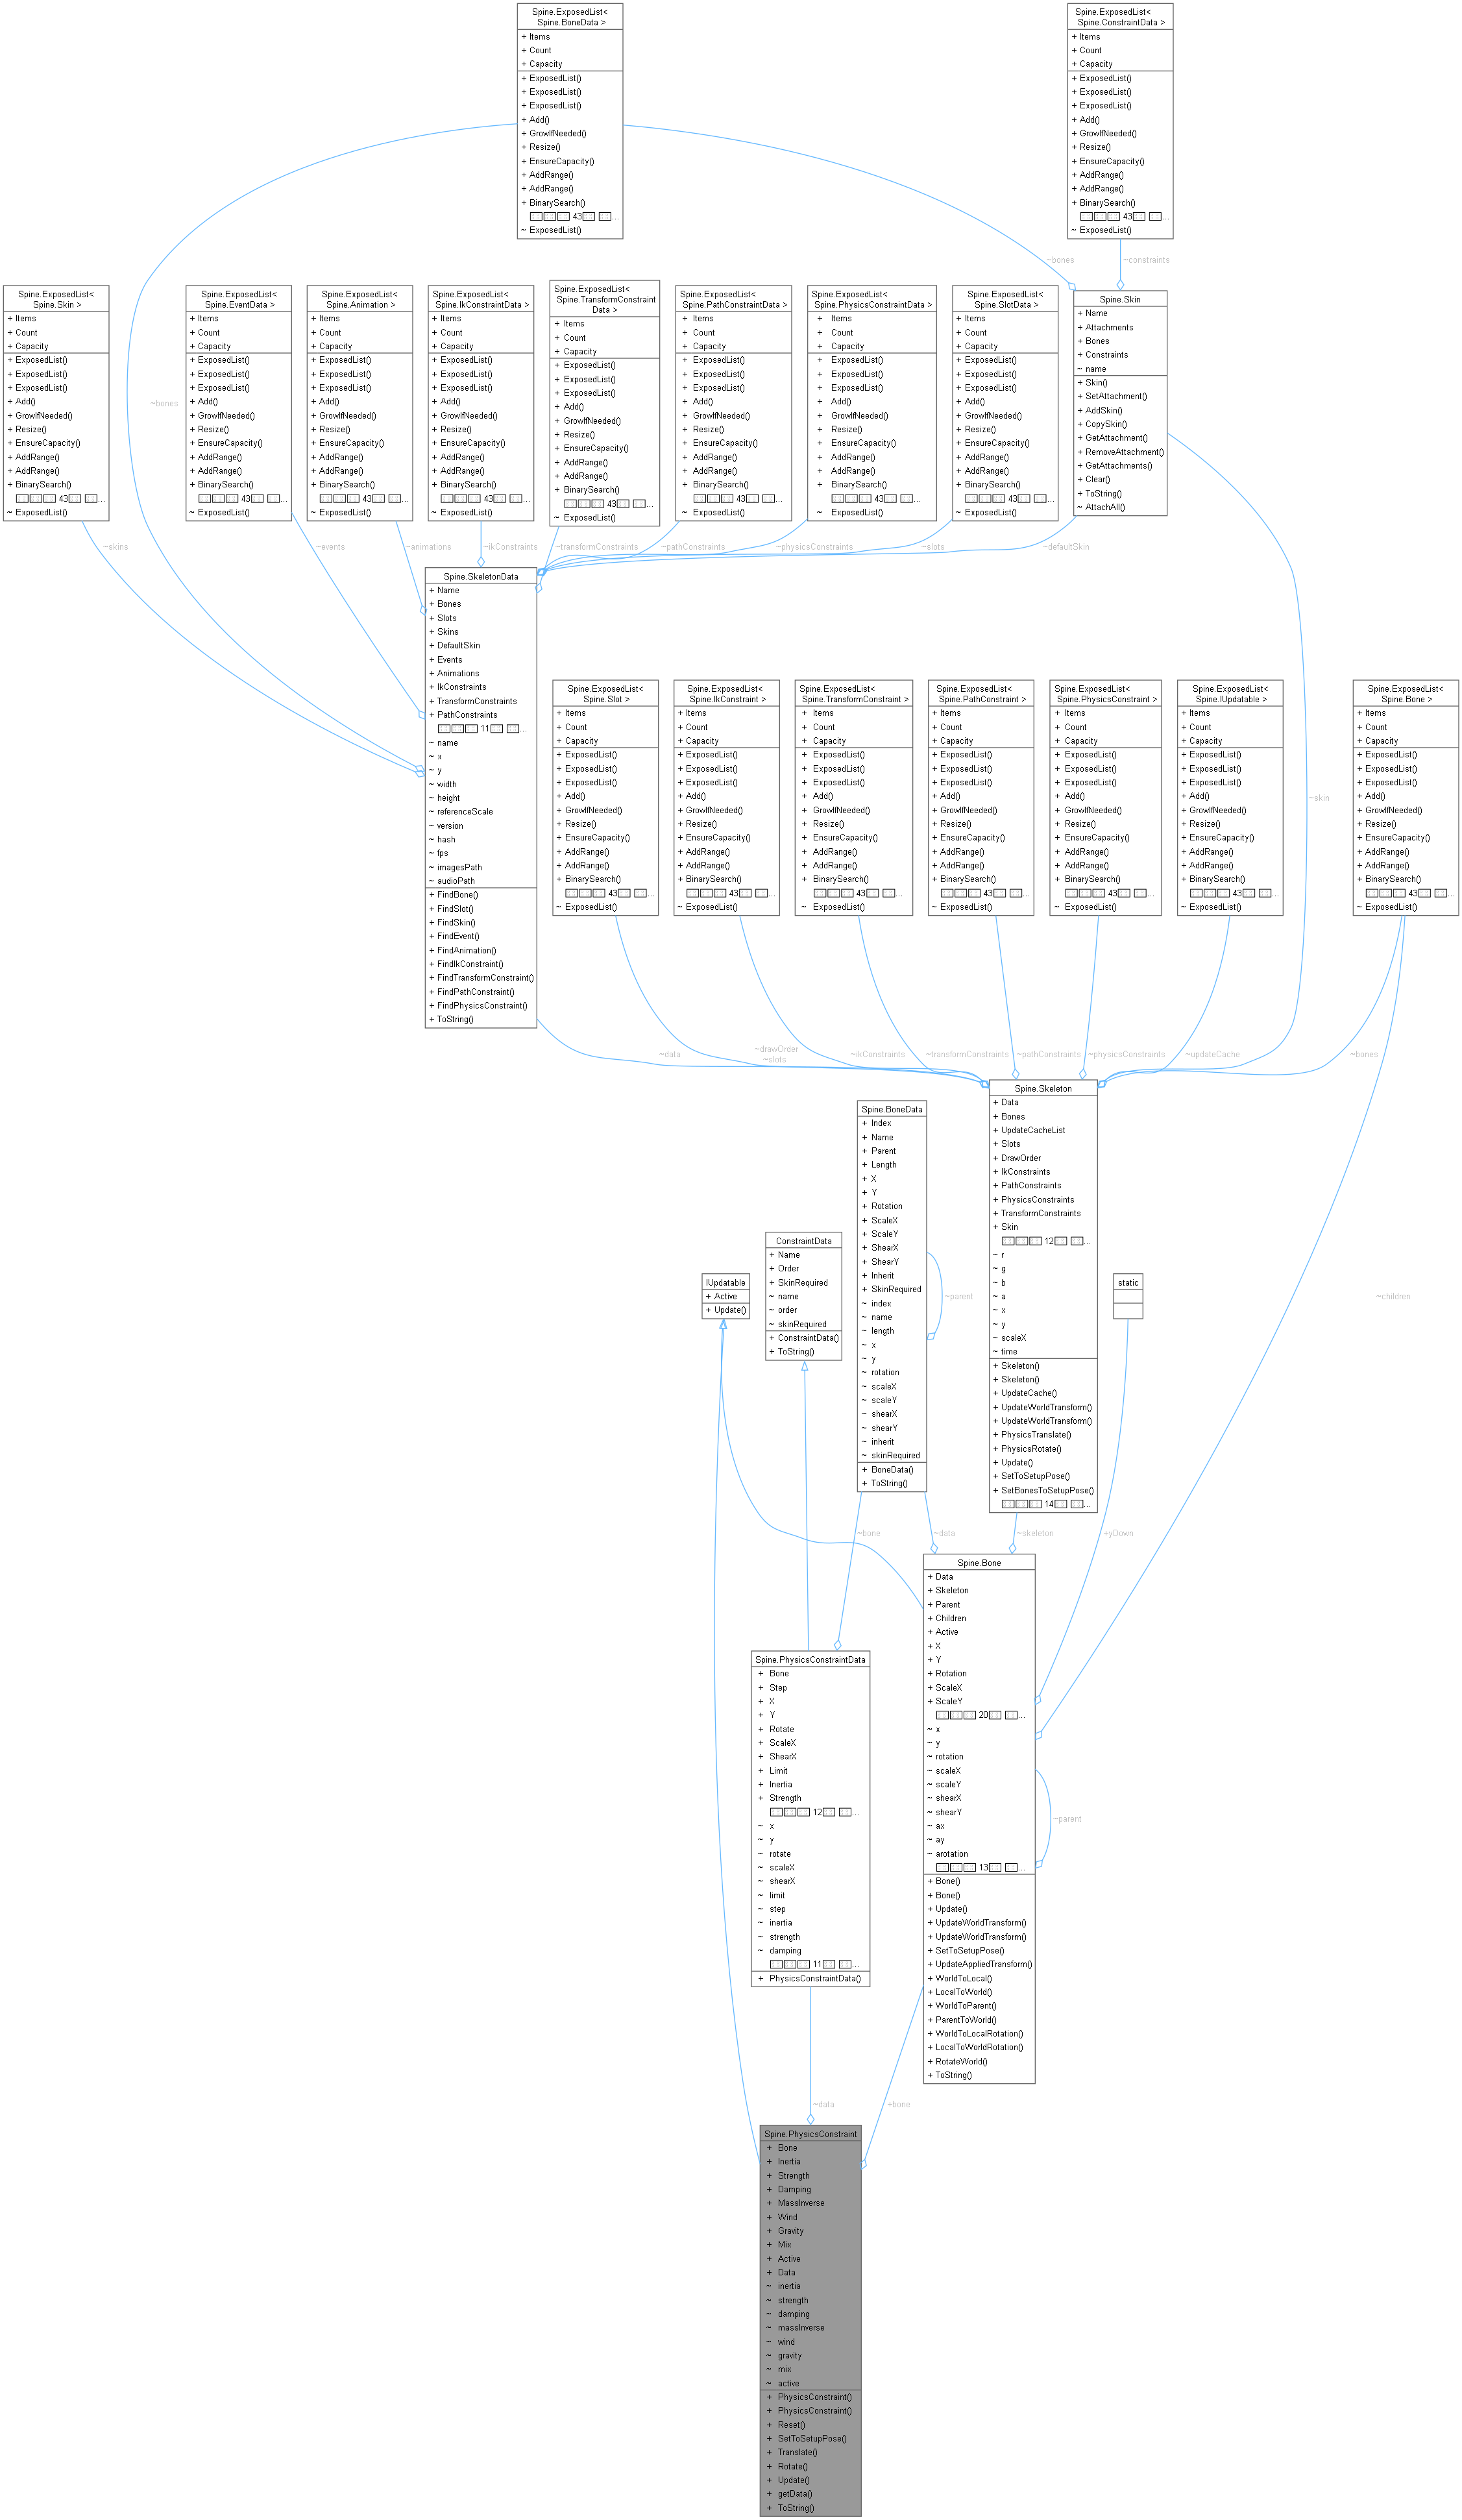 Spine.ExposedList<
Spine.BoneData >
+ Items
+ Count
+ Capacity
+ ExposedList()
+ ExposedList()
+ ExposedList()
+ Add()
+ GrowIfNeeded()
+ Resize()
+ EnsureCapacity()
+ AddRange()
+ AddRange()
+ BinarySearch()
43 ...
~ ExposedList()
Spine.ExposedList<
Spine.ConstraintData >
+ Items
+ Count
+ Capacity
+ ExposedList()
+ ExposedList()
+ ExposedList()
+ Add()
+ GrowIfNeeded()
+ Resize()
+ EnsureCapacity()
+ AddRange()
+ AddRange()
+ BinarySearch()
43 ...
~ ExposedList()
~bones
~constraints
Spine.ExposedList<
Spine.Skin >
+ Items
+ Count
+ Capacity
+ ExposedList()
+ ExposedList()
+ ExposedList()
+ Add()
+ GrowIfNeeded()
+ Resize()
+ EnsureCapacity()
+ AddRange()
+ AddRange()
+ BinarySearch()
43 ...
~ ExposedList()
~bones
Spine.ExposedList<
Spine.EventData >
+ Items
+ Count
+ Capacity
+ ExposedList()
+ ExposedList()
+ ExposedList()
+ Add()
+ GrowIfNeeded()
+ Resize()
+ EnsureCapacity()
+ AddRange()
+ AddRange()
+ BinarySearch()
43 ...
~ ExposedList()
Spine.ExposedList<
Spine.Animation >
+ Items
+ Count
+ Capacity
+ ExposedList()
+ ExposedList()
+ ExposedList()
+ Add()
+ GrowIfNeeded()
+ Resize()
+ EnsureCapacity()
+ AddRange()
+ AddRange()
+ BinarySearch()
43 ...
~ ExposedList()
Spine.ExposedList<
Spine.IkConstraintData >
+ Items
+ Count
+ Capacity
+ ExposedList()
+ ExposedList()
+ ExposedList()
+ Add()
+ GrowIfNeeded()
+ Resize()
+ EnsureCapacity()
+ AddRange()
+ AddRange()
+ BinarySearch()
43 ...
~ ExposedList()
Spine.ExposedList<
Spine.TransformConstraint
Data >
+ Items
+ Count
+ Capacity
+ ExposedList()
+ ExposedList()
+ ExposedList()
+ Add()
+ GrowIfNeeded()
+ Resize()
+ EnsureCapacity()
+ AddRange()
+ AddRange()
+ BinarySearch()
43 ...
~ ExposedList()
Spine.ExposedList<
Spine.PathConstraintData >
+ Items
+ Count
+ Capacity
+ ExposedList()
+ ExposedList()
+ ExposedList()
+ Add()
+ GrowIfNeeded()
+ Resize()
+ EnsureCapacity()
+ AddRange()
+ AddRange()
+ BinarySearch()
43 ...
~ ExposedList()
Spine.ExposedList<
Spine.PhysicsConstraintData >
+ Items
+ Count
+ Capacity
+ ExposedList()
+ ExposedList()
+ ExposedList()
+ Add()
+ GrowIfNeeded()
+ Resize()
+ EnsureCapacity()
+ AddRange()
+ AddRange()
+ BinarySearch()
43 ...
~ ExposedList()
Spine.ExposedList<
Spine.SlotData >
+ Items
+ Count
+ Capacity
+ ExposedList()
+ ExposedList()
+ ExposedList()
+ Add()
+ GrowIfNeeded()
+ Resize()
+ EnsureCapacity()
+ AddRange()
+ AddRange()
+ BinarySearch()
43 ...
~ ExposedList()
Spine.Skin
+ Name
+ Attachments
+ Bones
+ Constraints
~ name
+ Skin()
+ SetAttachment()
+ AddSkin()
+ CopySkin()
+ GetAttachment()
+ RemoveAttachment()
+ GetAttachments()
+ Clear()
+ ToString()
~ AttachAll()
~skins
~events
~animations
~ikConstraints
~transformConstraints
~pathConstraints
~physicsConstraints
~slots
~defaultSkin
Spine.SkeletonData
+ Name
+ Bones
+ Slots
+ Skins
+ DefaultSkin
+ Events
+ Animations
+ IkConstraints
+ TransformConstraints
+ PathConstraints
11 ...
~ name
~ x
~ y
~ width
~ height
~ referenceScale
~ version
~ hash
~ fps
~ imagesPath
~ audioPath
+ FindBone()
+ FindSlot()
+ FindSkin()
+ FindEvent()
+ FindAnimation()
+ FindIkConstraint()
+ FindTransformConstraint()
+ FindPathConstraint()
+ FindPhysicsConstraint()
+ ToString()
Spine.ExposedList<
Spine.Slot >
+ Items
+ Count
+ Capacity
+ ExposedList()
+ ExposedList()
+ ExposedList()
+ Add()
+ GrowIfNeeded()
+ Resize()
+ EnsureCapacity()
+ AddRange()
+ AddRange()
+ BinarySearch()
43 ...
~ ExposedList()
Spine.ExposedList<
Spine.IkConstraint >
+ Items
+ Count
+ Capacity
+ ExposedList()
+ ExposedList()
+ ExposedList()
+ Add()
+ GrowIfNeeded()
+ Resize()
+ EnsureCapacity()
+ AddRange()
+ AddRange()
+ BinarySearch()
43 ...
~ ExposedList()
Spine.ExposedList<
Spine.TransformConstraint >
+ Items
+ Count
+ Capacity
+ ExposedList()
+ ExposedList()
+ ExposedList()
+ Add()
+ GrowIfNeeded()
+ Resize()
+ EnsureCapacity()
+ AddRange()
+ AddRange()
+ BinarySearch()
43 ...
~ ExposedList()
Spine.ExposedList<
Spine.PathConstraint >
+ Items
+ Count
+ Capacity
+ ExposedList()
+ ExposedList()
+ ExposedList()
+ Add()
+ GrowIfNeeded()
+ Resize()
+ EnsureCapacity()
+ AddRange()
+ AddRange()
+ BinarySearch()
43 ...
~ ExposedList()
Spine.ExposedList<
Spine.PhysicsConstraint >
+ Items
+ Count
+ Capacity
+ ExposedList()
+ ExposedList()
+ ExposedList()
+ Add()
+ GrowIfNeeded()
+ Resize()
+ EnsureCapacity()
+ AddRange()
+ AddRange()
+ BinarySearch()
43 ...
~ ExposedList()
Spine.ExposedList<
Spine.IUpdatable >
+ Items
+ Count
+ Capacity
+ ExposedList()
+ ExposedList()
+ ExposedList()
+ Add()
+ GrowIfNeeded()
+ Resize()
+ EnsureCapacity()
+ AddRange()
+ AddRange()
+ BinarySearch()
43 ...
~ ExposedList()
~skin
Spine.ExposedList<
Spine.Bone >
+ Items
+ Count
+ Capacity
+ ExposedList()
+ ExposedList()
+ ExposedList()
+ Add()
+ GrowIfNeeded()
+ Resize()
+ EnsureCapacity()
+ AddRange()
+ AddRange()
+ BinarySearch()
43 ...
~ ExposedList()
~data
~drawOrder
~slots
~ikConstraints
~transformConstraints
~pathConstraints
~physicsConstraints
~updateCache
~bones
Spine.Skeleton
+ Data
+ Bones
+ UpdateCacheList
+ Slots
+ DrawOrder
+ IkConstraints
+ PathConstraints
+ PhysicsConstraints
+ TransformConstraints
+ Skin
12 ...
~ r
~ g
~ b
~ a
~ x
~ y
~ scaleX
~ time
+ Skeleton()
+ Skeleton()
+ UpdateCache()
+ UpdateWorldTransform()
+ UpdateWorldTransform()
+ PhysicsTranslate()
+ PhysicsRotate()
+ Update()
+ SetToSetupPose()
+ SetBonesToSetupPose()
14 ...
Spine.BoneData
+ Index
+ Name
+ Parent
+ Length
+ X
+ Y
+ Rotation
+ ScaleX
+ ScaleY
+ ShearX
+ ShearY
+ Inherit
+ SkinRequired
~ index
~ name
~ length
~ x
~ y
~ rotation
~ scaleX
~ scaleY
~ shearX
~ shearY
~ inherit
~ skinRequired
+ BoneData()
+ ToString()
~parent
ConstraintData
+ Name
+ Order
+ SkinRequired
~ name
~ order
~ skinRequired
+ ConstraintData()
+ ToString()
IUpdatable
+ Active
+ Update()
static
~children
~bone
~data
~skeleton
+yDown
Spine.Bone
+ Data
+ Skeleton
+ Parent
+ Children
+ Active
+ X
+ Y
+ Rotation
+ ScaleX
+ ScaleY
20 ...
~ x
~ y
~ rotation
~ scaleX
~ scaleY
~ shearX
~ shearY
~ ax
~ ay
~ arotation
13 ...
+ Bone()
+ Bone()
+ Update()
+ UpdateWorldTransform()
+ UpdateWorldTransform()
+ SetToSetupPose()
+ UpdateAppliedTransform()
+ WorldToLocal()
+ LocalToWorld()
+ WorldToParent()
+ ParentToWorld()
+ WorldToLocalRotation()
+ LocalToWorldRotation()
+ RotateWorld()
+ ToString()
~parent
Spine.PhysicsConstraintData
+ Bone
+ Step
+ X
+ Y
+ Rotate
+ ScaleX
+ ShearX
+ Limit
+ Inertia
+ Strength
12 ...
~ x
~ y
~ rotate
~ scaleX
~ shearX
~ limit
~ step
~ inertia
~ strength
~ damping
11 ...
+ PhysicsConstraintData()
~data
+bone
Spine.PhysicsConstraint
+ Bone
+ Inertia
+ Strength
+ Damping
+ MassInverse
+ Wind
+ Gravity
+ Mix
+ Active
+ Data
~ inertia
~ strength
~ damping
~ massInverse
~ wind
~ gravity
~ mix
~ active
+ PhysicsConstraint()
+ PhysicsConstraint()
+ Reset()
+ SetToSetupPose()
+ Translate()
+ Rotate()
+ Update()
+ getData()
+ ToString()